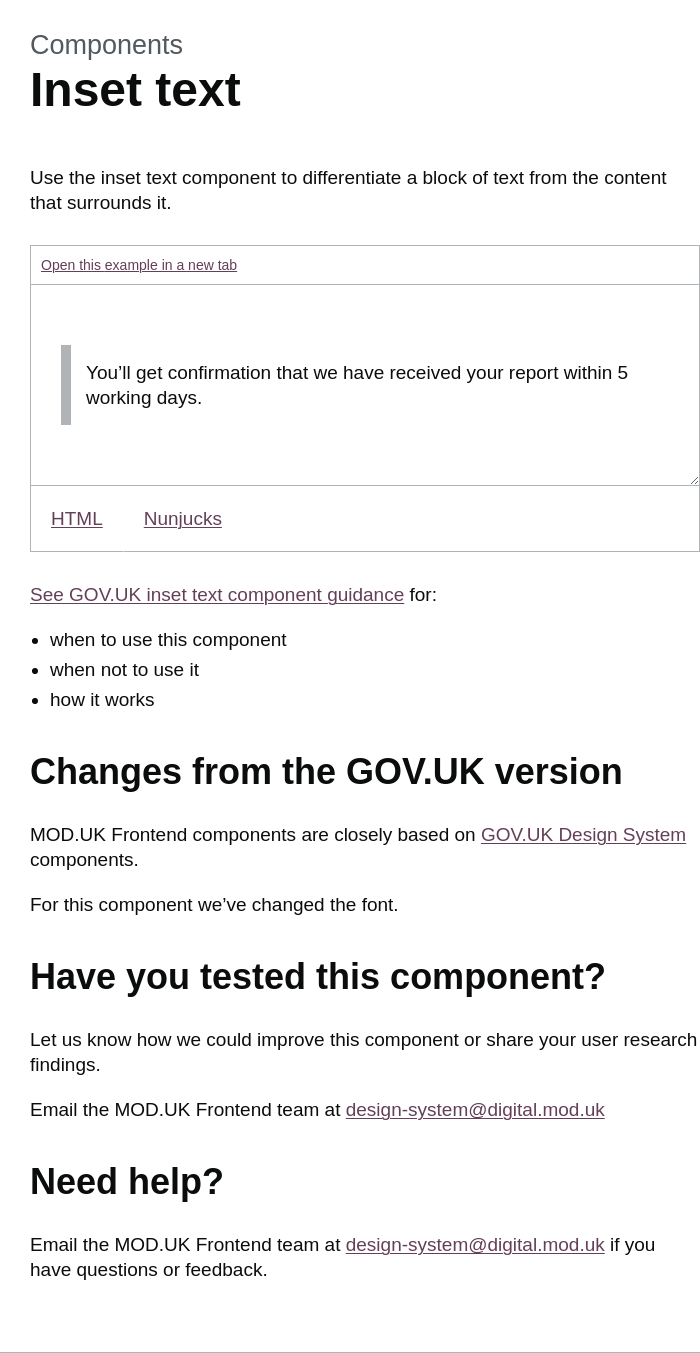 Components
Inset text
Use the inset text component to differentiate a block of text from the content
that surrounds it.
Open this example in a new tab
You’ll get confirmation that we have received your report within 5
working days.
HTML Nunjucks
See GOV.UK inset text component guidance for:
• when to use this component
• when not to use it
• how it works
Changes from the GOV.UK version
MOD.UK Frontend components are closely based on GOV.UK Design System
components.
For this component we’ve changed the font.
Have you tested this component?
Let us know how we could improve this component or share your user research
findings.
Email the MOD.UK Frontend team at design-system@digital.mod.uk
Need help?
Email the MOD.UK Frontend team at design-system@digital.mod.uk if you
have questions or feedback.